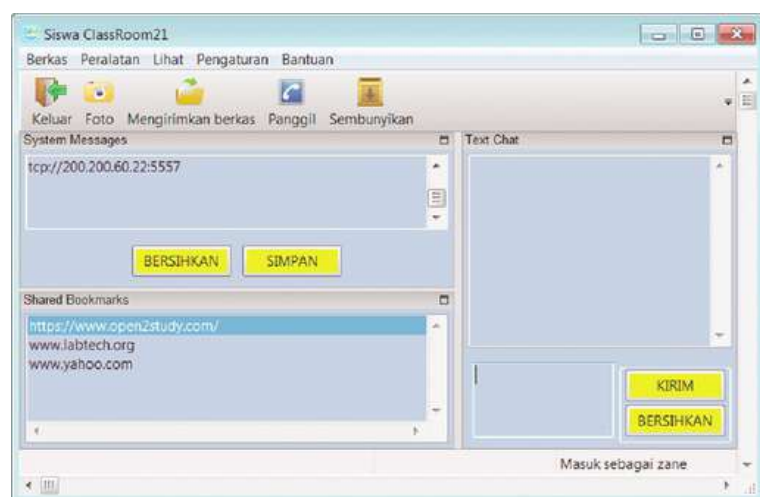 Siswa ClassRoom21
Berkas Peralatan Lihat Pengaturan Bantuan
Keluar Foto Mengirimkan berkas Panggil Sembunyikan
System Messages
tcp://200.200.60.22:5557
BERSIHKAN SIMPAN
Shared Bookmarks
https://www.open2study.com/
www.labtech.org
www.yahoo.com
Text Chat
KIRIM
BERSIHKAN
Masuk sebagai zane